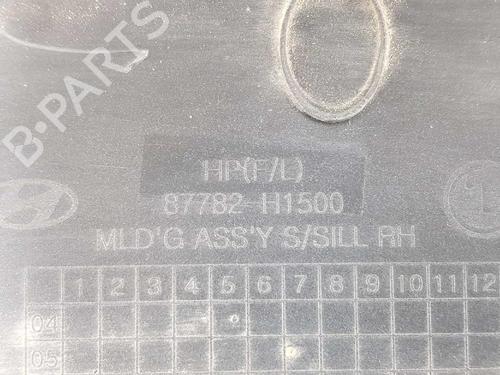 B-PARTS
HP(F/L)
87782-H1500
MLD'G ASS'Y S/SILL RH
1 2 3 4 5 6 7 8 9 10 11 12
04
05